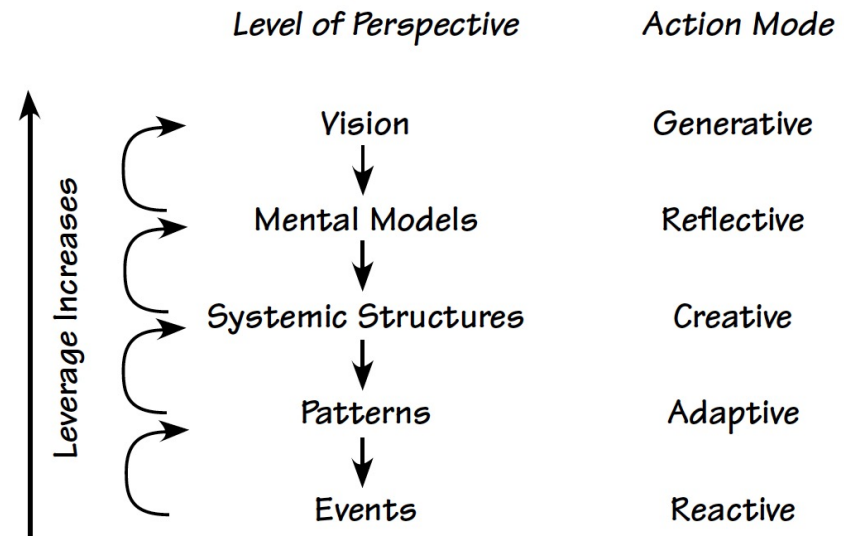 Level of Perspective Action Mode
Vision Generative
Mental Models Reflective
Systemic Structures Creative
Patterns Adaptive
Events Reactive
Leverage Increases